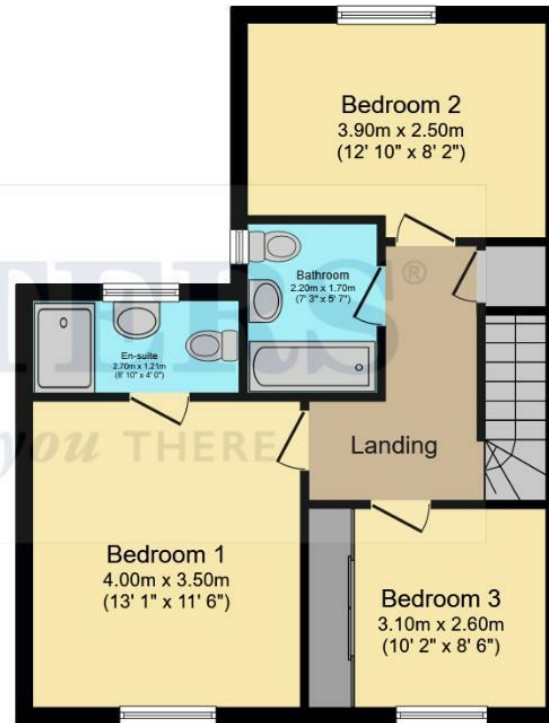 Bedroom 2
3.90m x 2.50m
(12' 10" x 8' 2")
Bathroom
2.20m x 1.70m
(7' 3" x 5' 7")
TERS®
En-suite
2.70m x 1.21m
(8' 10" x 4' 0")
you THERE
Landing
Bedroom 1
4.00m x 3.50m
(13' 1" x 11' 6")
Bedroom 3
3.10m x 2.60m
(10' 2" x 8' 6")